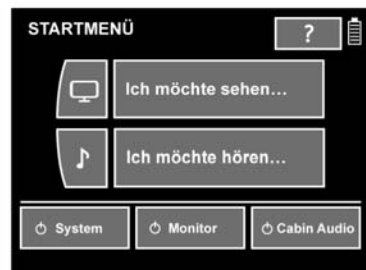 STARTMENÜ
?
Ich möchte sehen...
Ich möchte hören...
System
Monitor
Cabin Audio